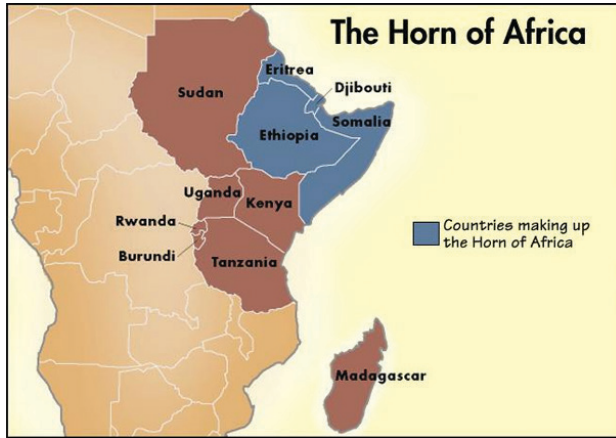 The Horn of Africa
Eritrea
Djibouti
Sudan
Somalia
Ethiopia
Uganda
Kenya
Rwanda
Countries making up
the Horn of Africa
Burundi
Tanzania
Madagascar